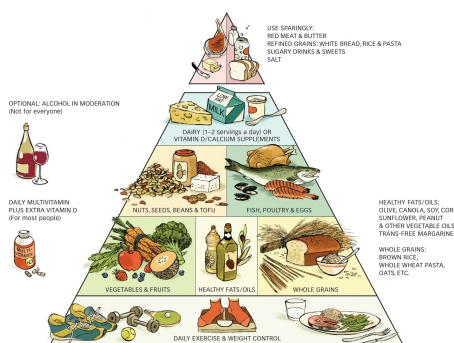 USE SPARINGLY:
RED MEAT & BUTTER
REFINED GRAINS: WHITE BREAD, RICE & PASTA
SUGARY DRINKS & SWEETS
SALT
OPTIONAL: ALCOHOL IN MODERATION
(Not for everyone)
LOW FAT
MILK
DAIRY (1–2 servings a day) OR
VITAMIN D/CALCIUM SUPPLEMENTS
NUTS, SEEDS, BEANS & TOFU
FISH, POULTRY & EGGS
DAILY MULTIVITAMIN
PLUS EXTRA VITAMIN D
(For most people)
MULTI
HEALTHY FATS/OILS:
OLIVE, CANOLA, SOY, COR
SUNFLOWER, PEANUT
& OTHER VEGETABLE OILS
TRANS-FREE MARGARINE
WHOLE GRAINS:
BROWN RICE,
WHOLE WHEAT PASTA,
OATS, ETC.
VEGETABLES & FRUITS
HEALTHY FATS/OILS
WHOLE GRAINS
DAILY EXERCISE & WEIGHT CONTROL